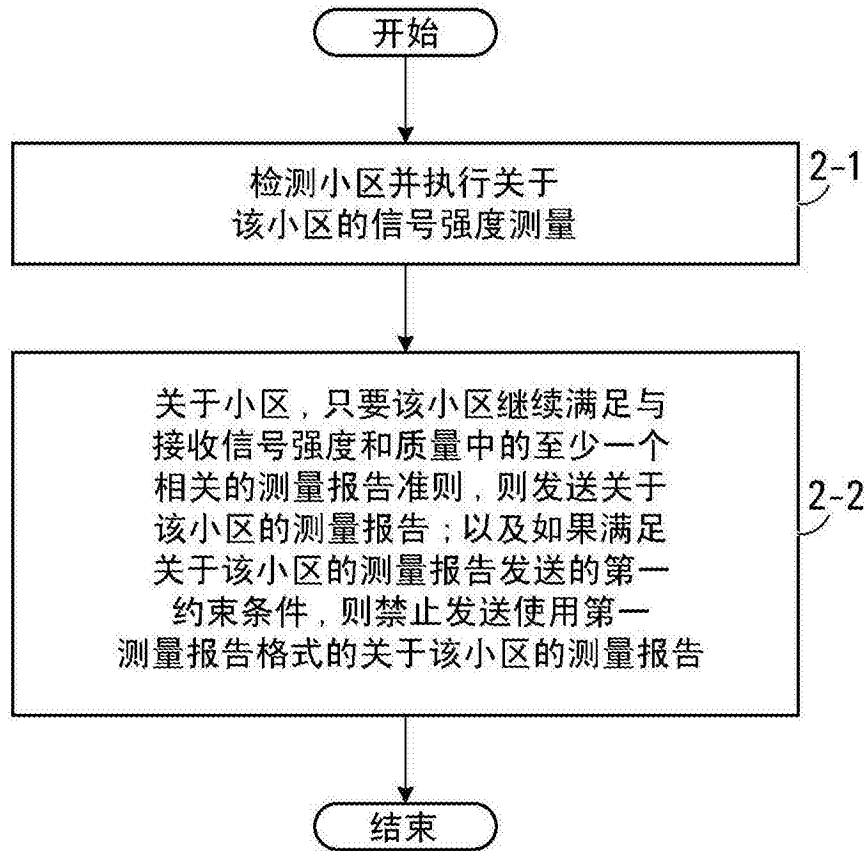 开始
2-1
检测小区并执行关于
该小区的信号强度测量
关于小区，只要该小区继续满足与
接收信号强度和质量中的至少一个
相关的测量报告准则，则发送关于
2-2
该小区的测量报告；以及如果满足
关于该小区的测量报告发送的第一
约束条件，则禁止发送使用第一
测量报告格式的关于该小区的测量报告
结束